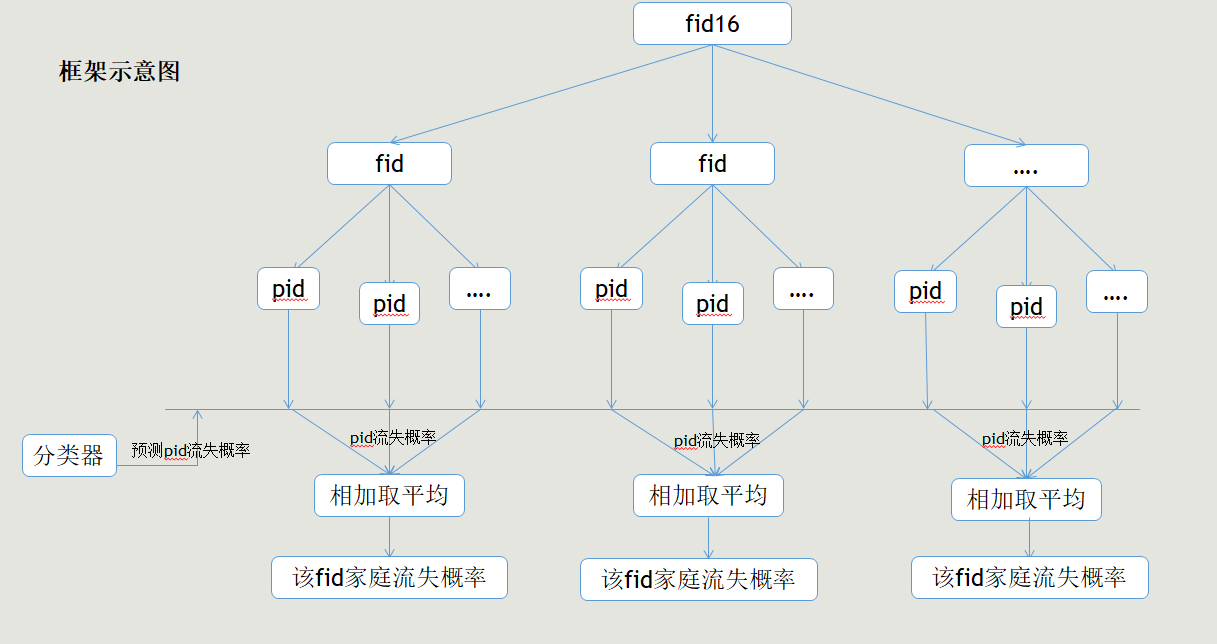 fid16
框架示意图
fid
fid
....
pid
pid
....
pid
pid
....
pid
pid
....
分类器
预测pid流失概率
pid流失概率
pid流失概率
pid流失概率
相加取平均
相加取平均
相加取平均
该fid家庭流失概率
该fid家庭流失概率
该fid家庭流失概率